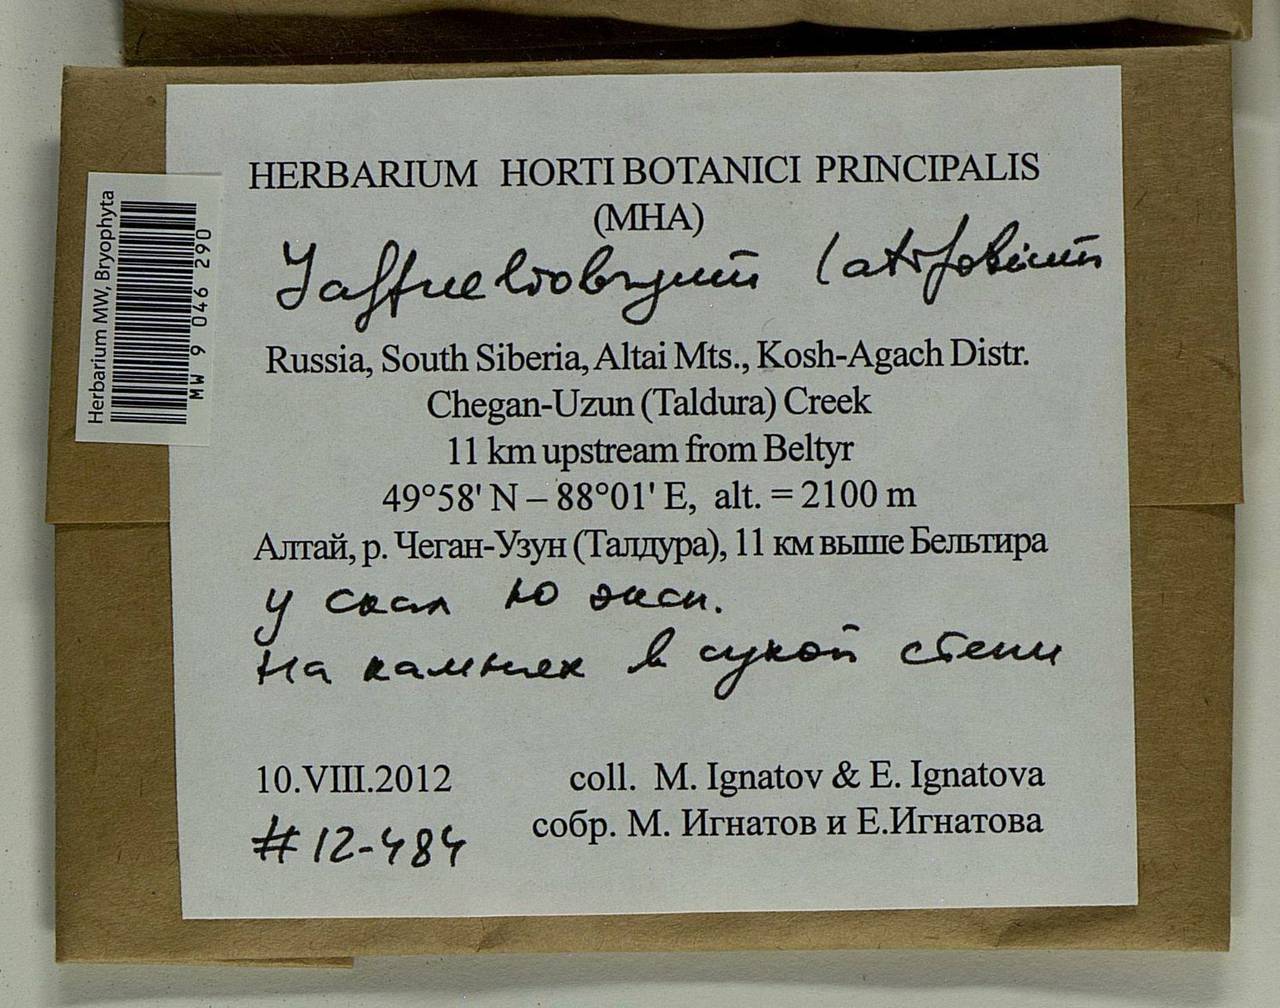 HERBARIUM HORTI BOTANICI PRINCIPALIS
(MHA)
Jaffueliobryum latifolium
Russia, South Siberia, Altai Mts., Kosh-Agach Distr.
Chegan-Uzun (Taldura) Creek
11 km upstream from Beltyr
49°58' N – 88°01' E, alt. = 2100 m
Алтай, р. Чеган-Узун (Талдура), 11 км выше Бельтира
у скал Ю эксп.
на камнях в сухой степи
10.VIII.2012
coll. M. Ignatov & E. Ignatova
собр. М. Игнатов и Е.Игнатова
#12-484
Herbarium MW, Bryophyta
MW 9 046 290